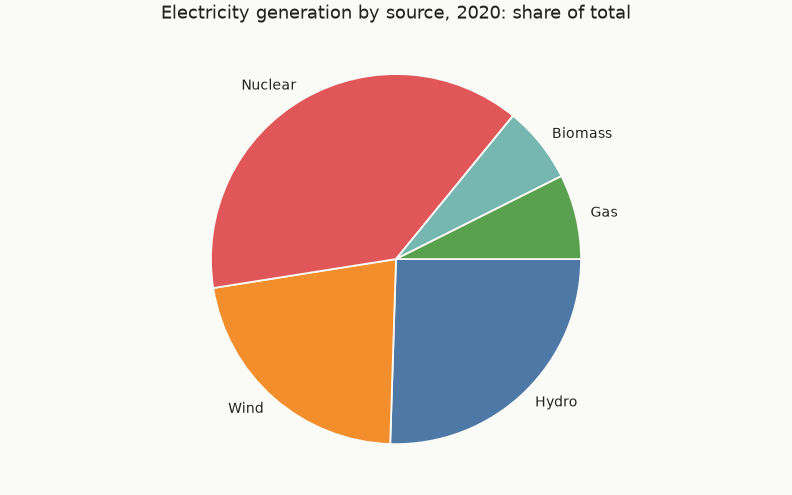 Electricity generation by source, 2020: share of total
Nuclear
Biomass
Gas
Hydro
Wind